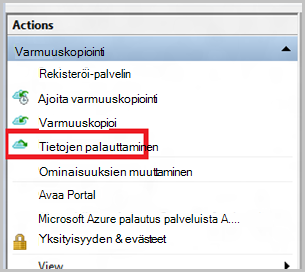 Actions
Varmuuskopiointi
Rekisteröi-palvelin
Ajoita varmuuskopiointi
Varmuuskopioi
Tietojen palauttaminen
Ominaisuuksien muuttaminen
Avaa Portal
Microsoft Azure palautus palveluista A....
Yksityisyyden & evästeet
View